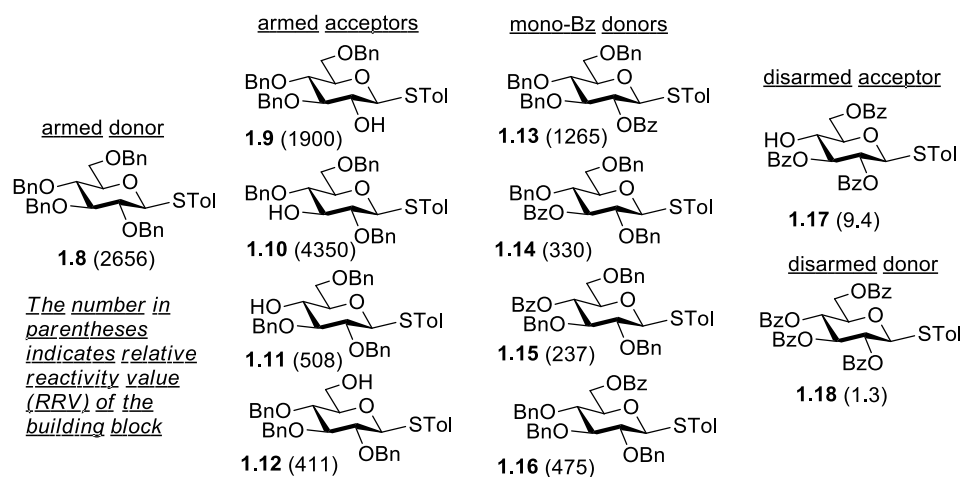 armed donor
OBn
BnO
O
BnO
STol
OBn
1.8 (2656)
The number in
parentheses
indicates relative
reactivity value
(RRV) of the
building block
armed acceptors
OBn
BnO
O
BnO
STol
OH
1.9 (1900)
OBn
BnO
O
HO
STol
OBn
1.10 (4350)
OBn
HO
O
BnO
STol
OBn
1.11 (508)
OH
BnO
O
BnO
STol
OBn
1.12 (411)
mono-Bz donors
OBn
BnO
O
BnO
STol
OBz
1.13 (1265)
OBn
BnO
O
BzO
STol
OBn
1.14 (330)
OBn
BzO
O
BnO
STol
OBn
1.15 (237)
OBz
BnO
O
BnO
STol
OBn
1.16 (475)
disarmed acceptor
OBz
HO
O
BzO
STol
BzO
1.17 (9.4)
disarmed donor
OBz
BzO
O
BzO
STol
BzO
1.18 (1.3)